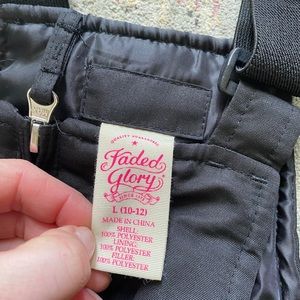 QUALITY GUARANTEED
Faded
Glory
L (10-12)
MADE IN CHINA
SHELL:
100% POLYESTER
LINING:
100% POLYESTER
FILLER:
100% POLYESTER